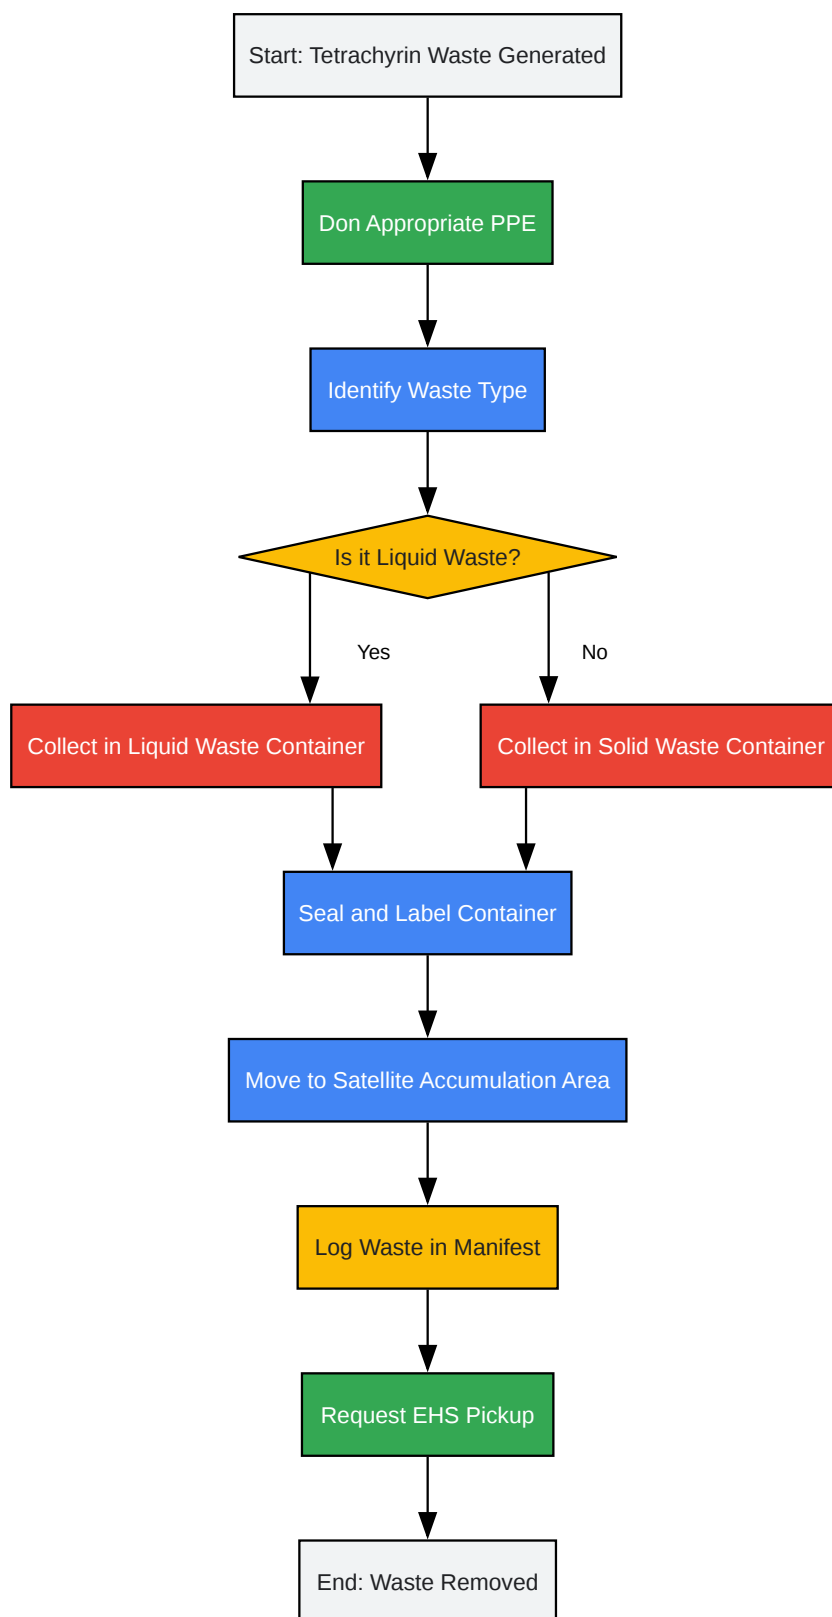 Start: Tetrachyrin Waste Generated
Don Appropriate PPE
Identify Waste Type
Is it Liquid Waste?
Yes
No
Collect in Liquid Waste Container
Collect in Solid Waste Container
Seal and Label Container
Move to Satellite Accumulation Area
Log Waste in Manifest
Request EHS Pickup
End: Waste Removed